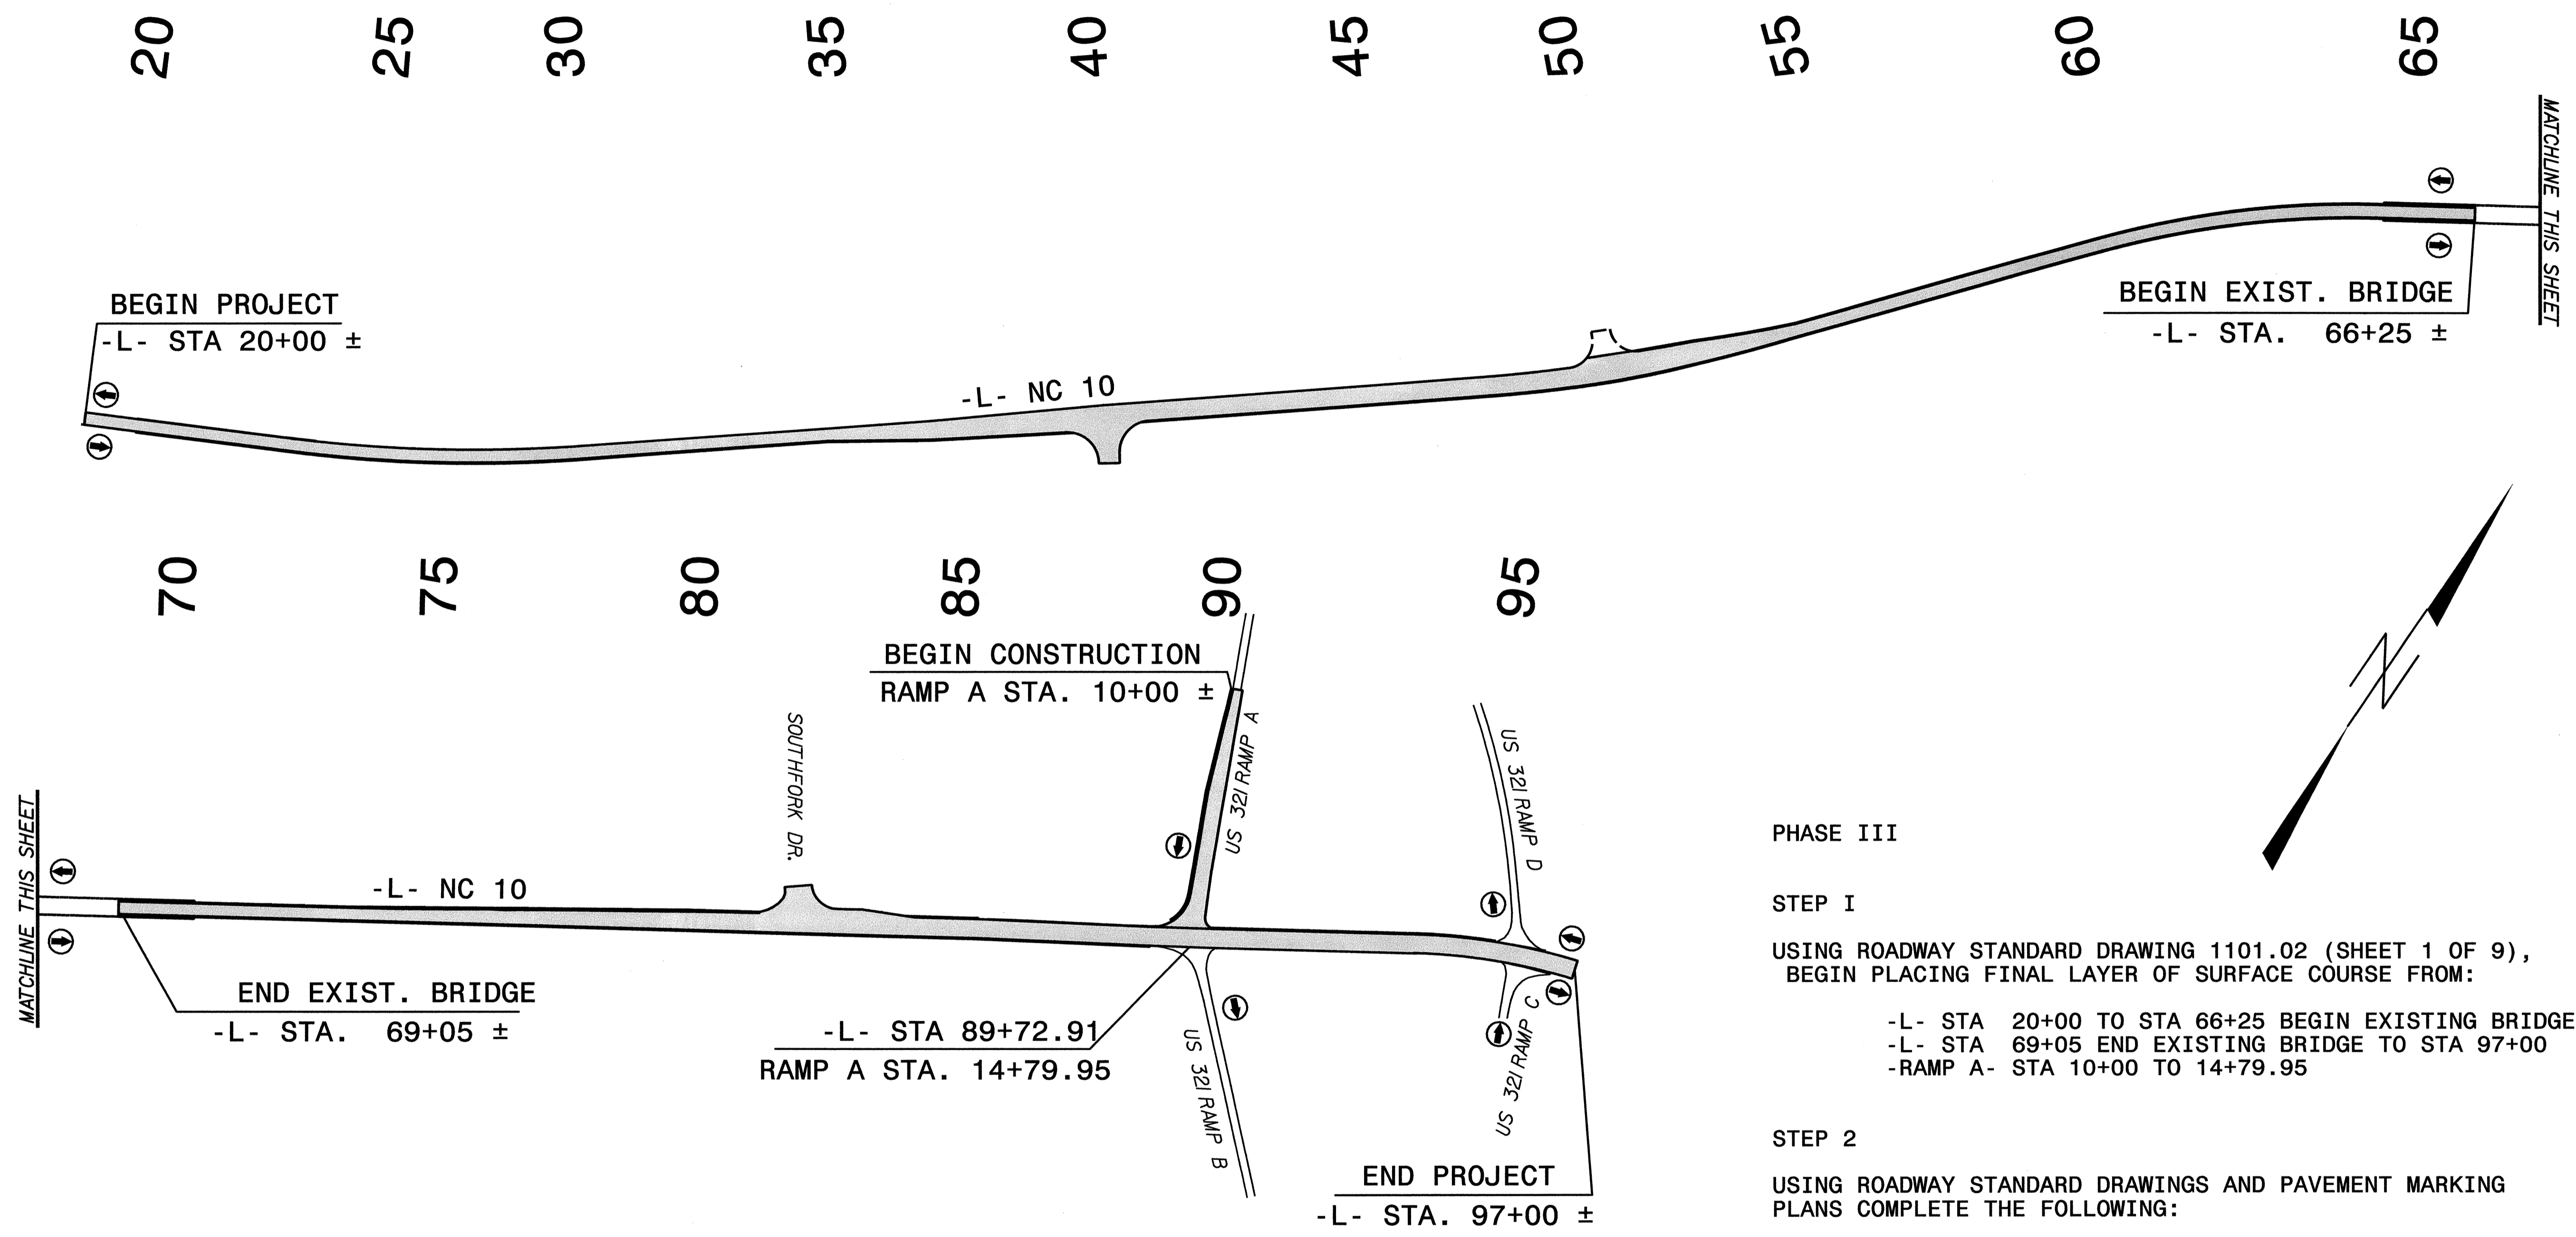 20 25 30 35 40 45 50 55 60 65
MATCHLINE THIS SHEET
BEGIN PROJECT
-L- STA 20+00 ±
-L- NC 10
BEGIN EXIST. BRIDGE
-L- STA. 66+25 ±
70 75 80 85 90 95
BEGIN CONSTRUCTION
RAMP A STA. 10+00 ±
SOUTHFORK DR.
US 321 RAMP A
US 321 RAMP D
MATCHLINE THIS SHEET
-L- NC 10
END EXIST. BRIDGE
-L- STA. 69+05 ±
-L- STA 89+72.91
RAMP A STA. 14+79.95
US 321 RAMP B
US 321 RAMP C
END PROJECT
-L- STA. 97+00 ±
PHASE III
STEP I
USING ROADWAY STANDARD DRAWING 1101.02 (SHEET 1 OF 9),
BEGIN PLACING FINAL LAYER OF SURFACE COURSE FROM:
-L- STA 20+00 TO STA 66+25 BEGIN EXISTING BRIDGE
-L- STA 69+05 END EXISTING BRIDGE TO STA 97+00
-RAMP A- STA 10+00 TO 14+79.95
STEP 2
USING ROADWAY STANDARD DRAWINGS AND PAVEMENT MARKING
PLANS COMPLETE THE FOLLOWING: